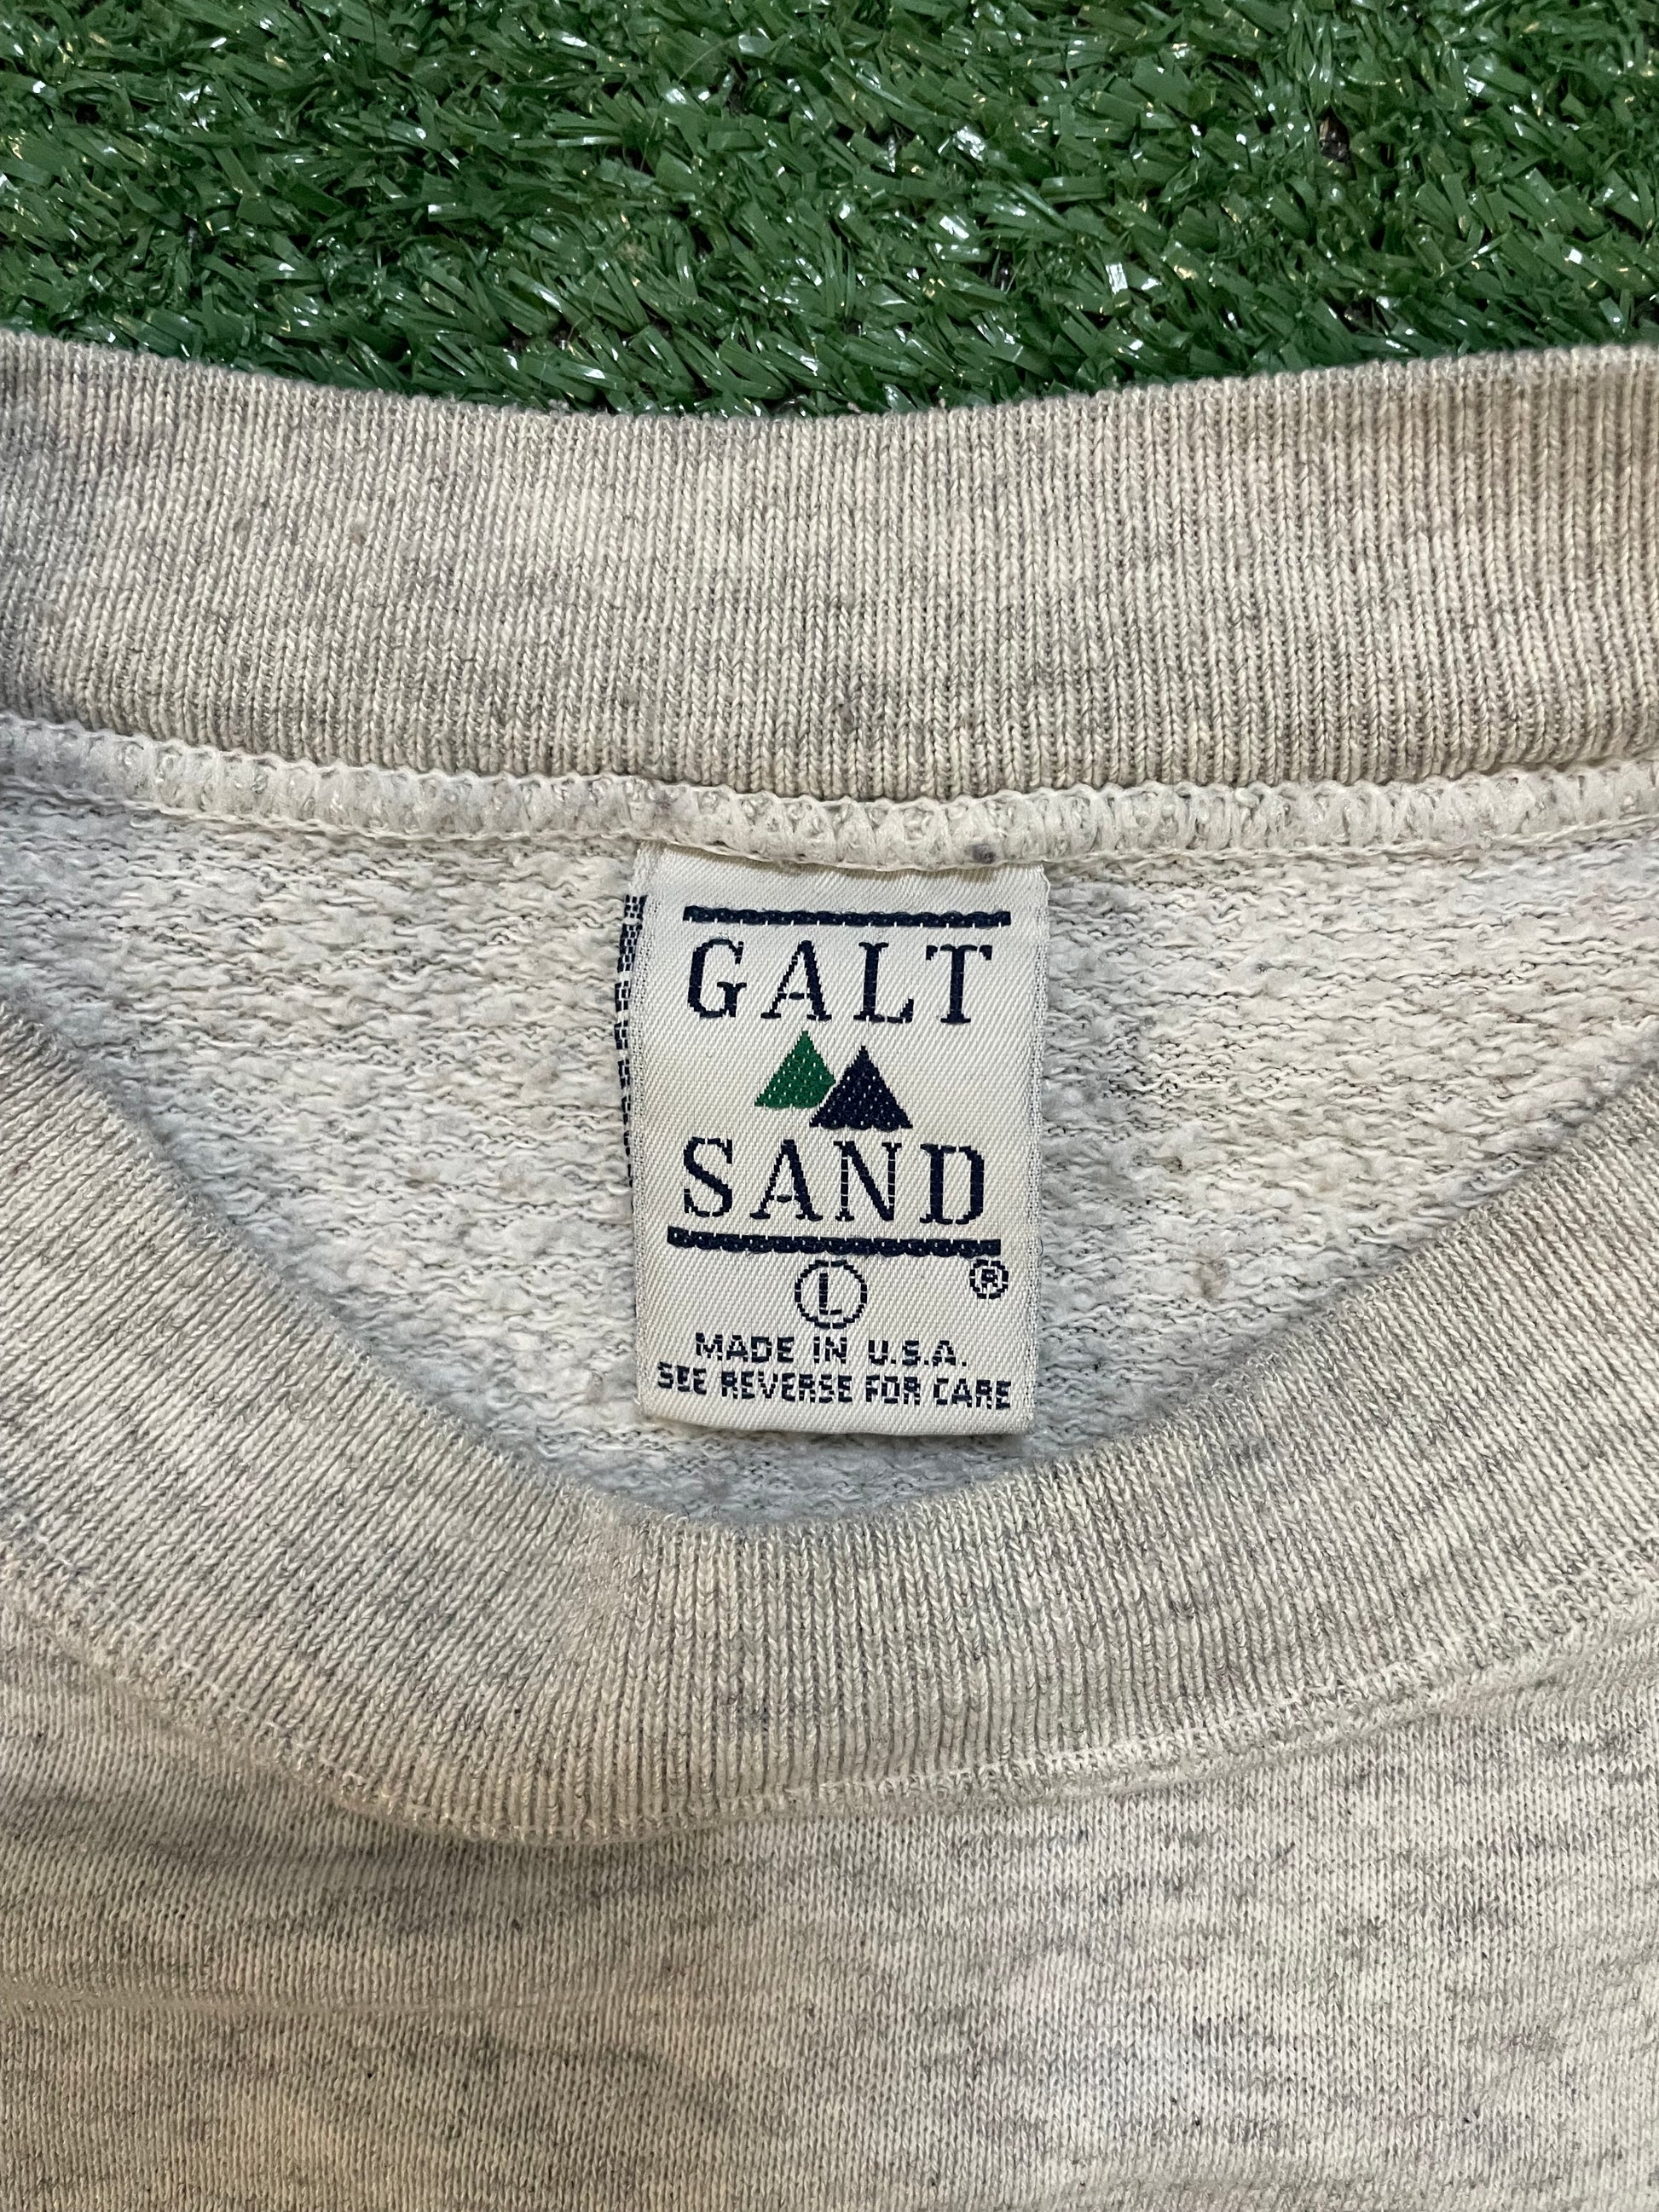 GALT
SAND
L ®
MADE IN U.S.A.
SEE REVERSE FOR CARE